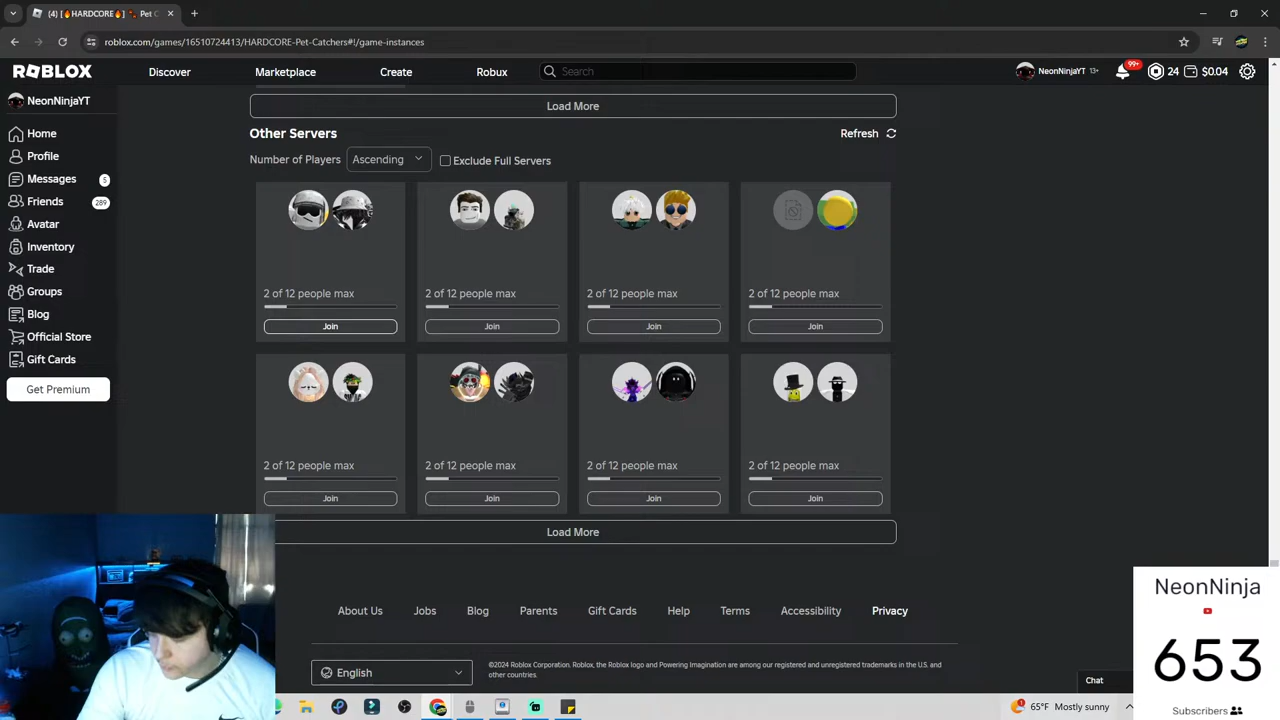 (4) [🔥HARDCORE🔥] 🐾 Pet C
roblox.com/games/16510724413/HARDCORE-Pet-Catchers#!/game-instances
ROBLOX
Discover
Marketplace
Create
Robux
Search
NeonNinjaYT 13+
99+
24
$0.04
NeonNinjaYT
Home
Profile
Messages 5
Friends 289
Avatar
Inventory
Trade
Groups
Blog
Official Store
Gift Cards
Get Premium
Load More
Other Servers
Refresh
Number of Players Ascending Exclude Full Servers
2 of 12 people max 2 of 12 people max 2 of 12 people max 2 of 12 people max
Join Join Join Join
2 of 12 people max 2 of 12 people max 2 of 12 people max 2 of 12 people max
Join Join Join Join
Load More
About Us Jobs Blog Parents Gift Cards Help Terms Accessibility Privacy
English
©2024 Roblox Corporation. Roblox, the Roblox logo and Powering Imagination are among our registered and unregistered trademarks in the U.S. and
other countries.
Chat
NeonNinja
653
Subscribers
65°F Mostly sunny